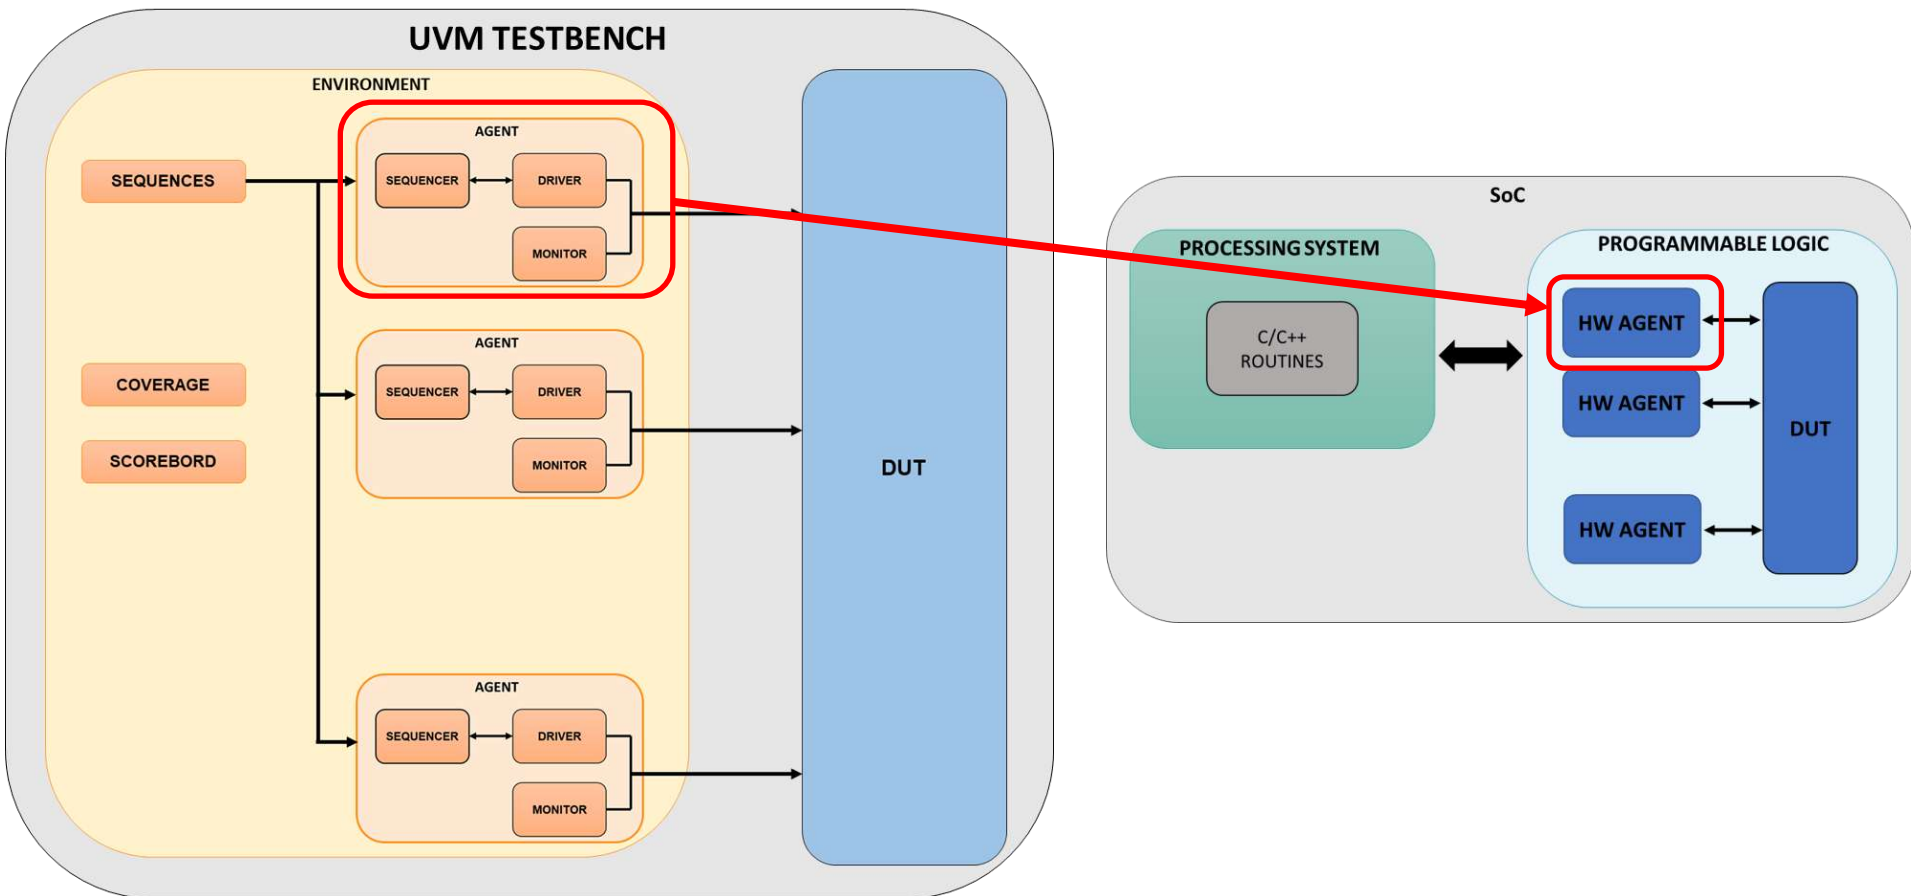 UVM TESTBENCH
ENVIRONMENT
SEQUENCES
COVERAGE
SCOREBORD
AGENT
SEQUENCER
DRIVER
MONITOR
AGENT
SEQUENCER
DRIVER
MONITOR
AGENT
SEQUENCER
DRIVER
MONITOR
DUT
SoC
PROCESSING SYSTEM
C/C++
ROUTINES
PROGRAMMABLE LOGIC
HW AGENT
HW AGENT
HW AGENT
DUT